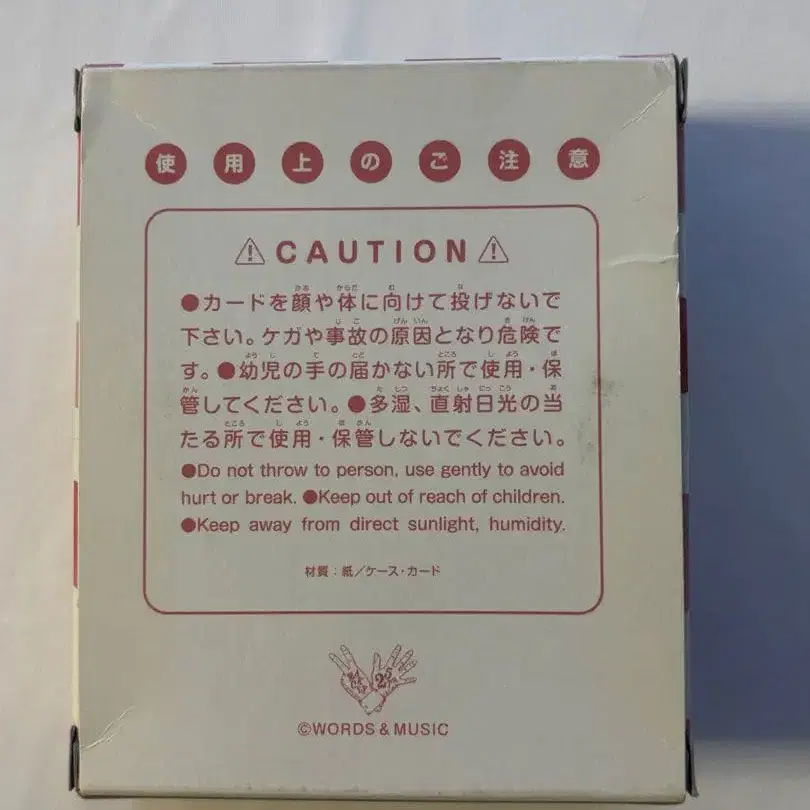 使用上のご注意
CAUTION
●カードを顔や体に向けて投げないで
下さい。ケガや事故の原因となり危険で
す。●幼児の手の届かない所で使用・保
管してください。●多湿、直射日光の当
たる所で使用・保管しないでください。
●Do not throw to person, use gently to avoid
hurt or break. ●Keep out of reach of children.
●Keep away from direct sunlight, humidity.
材質：紙／ケース・カード
25
©WORDS & MUSIC